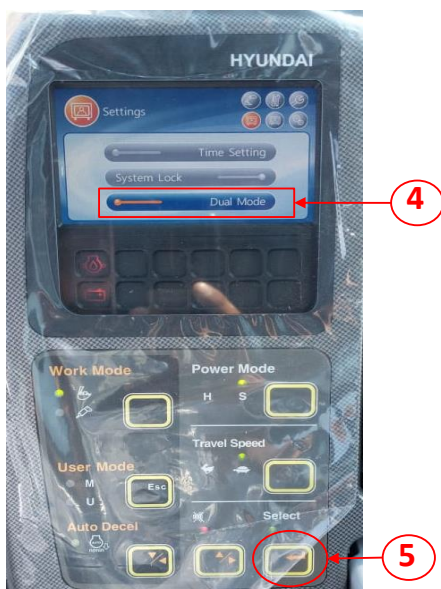 HYUNDAI
Settings
Time Setting
System Lock
Dual Mode
4
Work Mode
Power Mode
H S
Travel Speed
User Mode
M
Esc
U
Auto Decel
Select
5